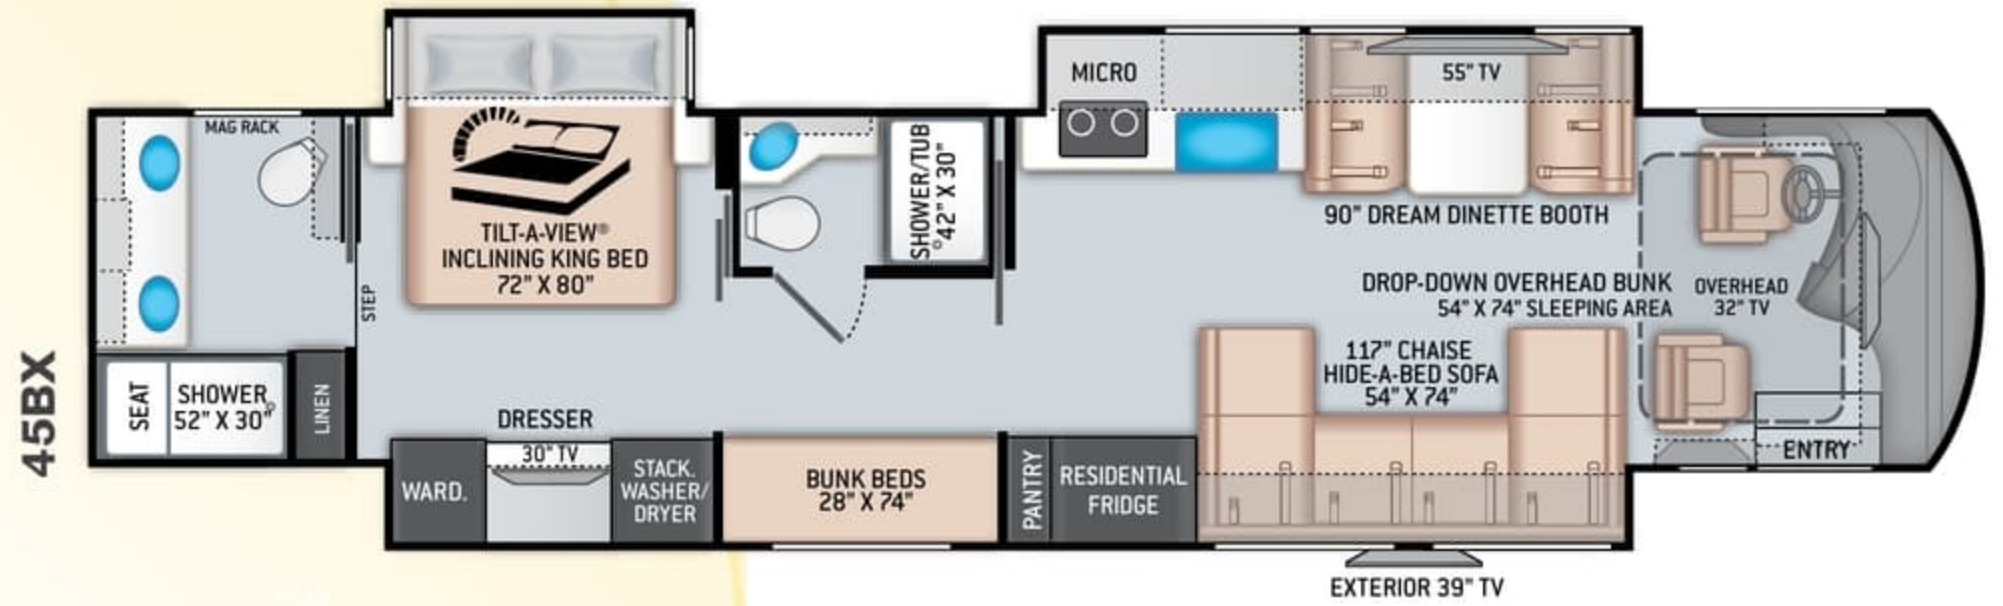 45BX
MAG RACK
SEAT
SHOWER
52" X 30"
LINEN
STEP
TILT-A-VIEW®
INCLINING KING BED
72" X 80"
DRESSER
30" TV
WARD.
STACK.
WASHER/
DRYER
SHOWER/TUB
42" X 30"
BUNK BEDS
28" X 74"
PANTRY
RESIDENTIAL
FRIDGE
MICRO
55" TV
90" DREAM DINETTE BOOTH
DROP-DOWN OVERHEAD BUNK
54" X 74" SLEEPING AREA
OVERHEAD
32" TV
117" CHAISE
HIDE-A-BED SOFA
54" X 74"
ENTRY
EXTERIOR 39" TV